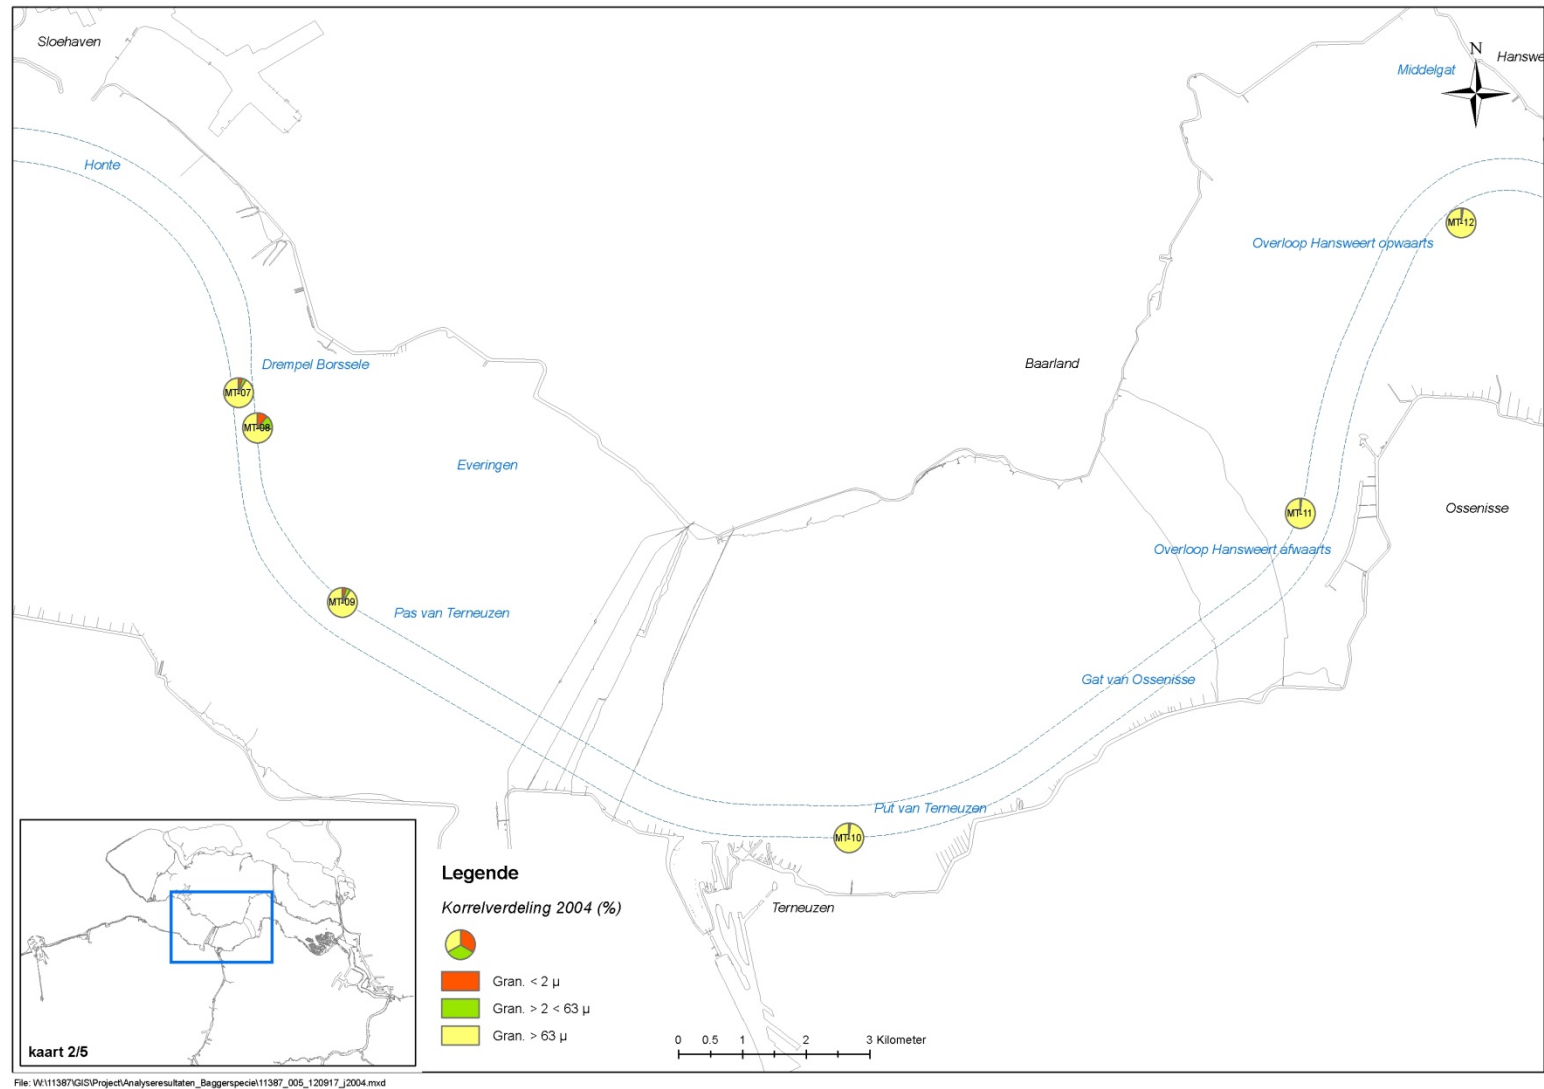 Sloehaven
N
Hanswe
Middelgat
Honte
MT-12
Overloop Hansweert opwaarts
Drempel Borssele
Baarland
MT-07
MT-08
Everingen
Ossenisse
MT-11
Overloop Hansweert afwaarts
MT-09
Pas van Terneuzen
Gat van Ossenisse
Put van Terneuzen
MT-10
Terneuzen
Legende
Korrelverdeling 2004 (%)
Gran. < 2 µ
Gran. > 2 < 63 µ
Gran. > 63 µ
0 0.5 1 2 3 Kilometer
kaart 2/5
File: W:\11387\GIS\Project\Analyseresultaten_Baggerspecie\11387_005_120917_j2004.mxd